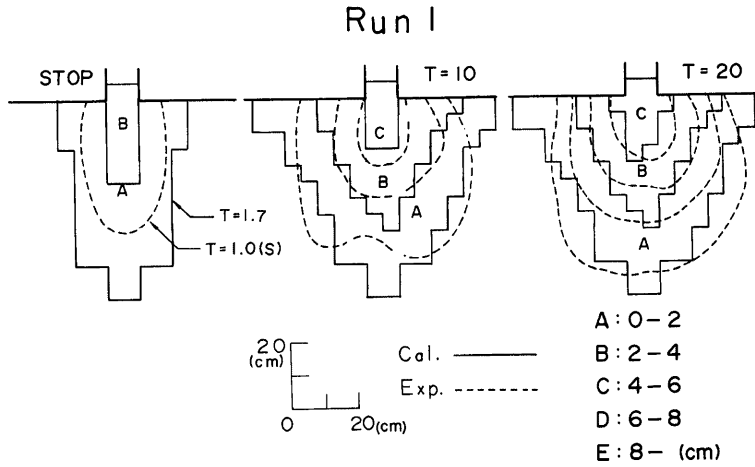 Run 1
STOP
T=10
T=20
B
A
C
B
A
C
B
A
T=1.7
T=1.0(S)
20
(cm)
0 20(cm)
Cal.
Exp.
A:0-2
B:2-4
C:4-6
D:6-8
E:8- (cm)